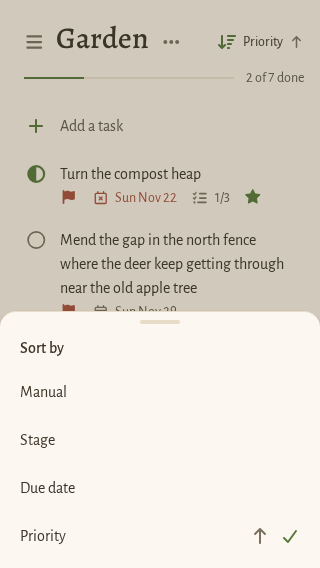 Garden
Priority
2 of 7 done
Add a task
Turn the compost heap
Sun Nov 22
1/3
Mend the gap in the north fence
where the deer keep getting through
near the old apple tree
Sort by
Manual
Stage
Due date
Priority